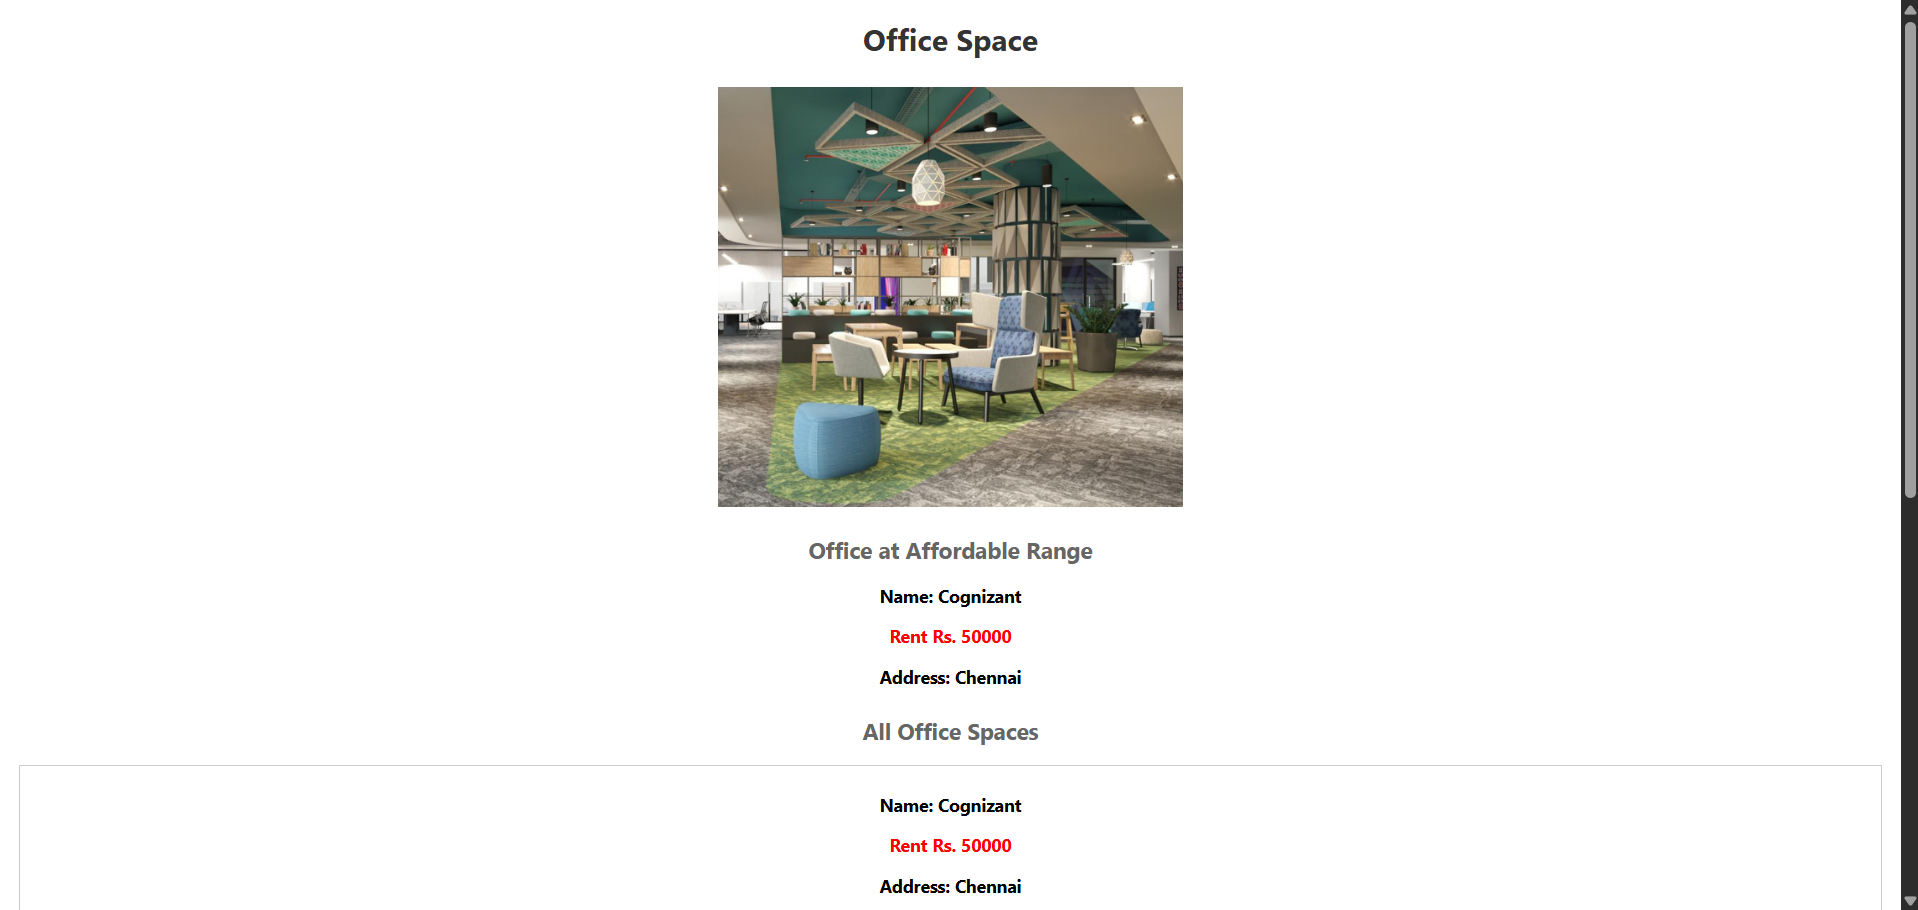 Office Space
Office at Affordable Range
Name: Cognizant
Rent Rs. 50000
Address: Chennai
All Office Spaces
Name: Cognizant
Rent Rs. 50000
Address: Chennai